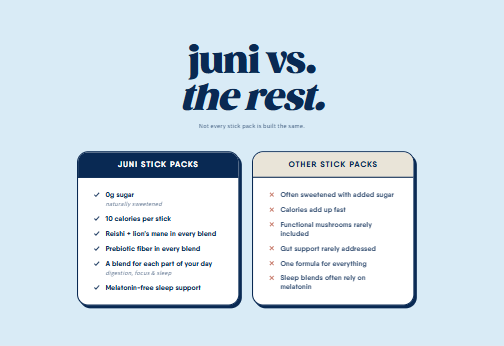 juni vs.
the rest.
Not every stick pack is built the same.
JUNI STICK PACKS
0g sugar
naturally sweetened
10 calories per stick
Reishi + lion's mane in every blend
Prebiotic fiber in every blend
A blend for each part of your day
digestion, focus & sleep
Melatonin-free sleep support
OTHER STICK PACKS
Often sweetened with added sugar
Calories add up fast
Functional mushrooms rarely
included
Gut support rarely addressed
One formula for everything
Sleep blends often rely on
melatonin